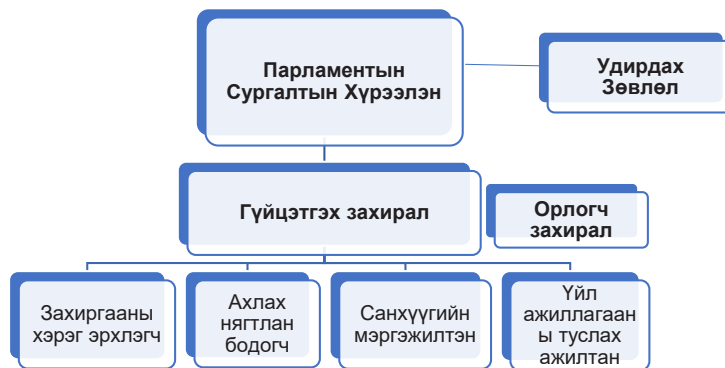 Парламентын
Сургалтын Хүрээлэн
Удирдах
Зөвлөл
Гүйцэтгэх захирал
Орлогч
захирал
Захиргааны
хэрэг эрхлэгч
Ахлах
нягтлан
бодогч
Санхүүгийн
мэргэжилтэн
Үйл
ажиллагаан
ы туслах
ажилтан